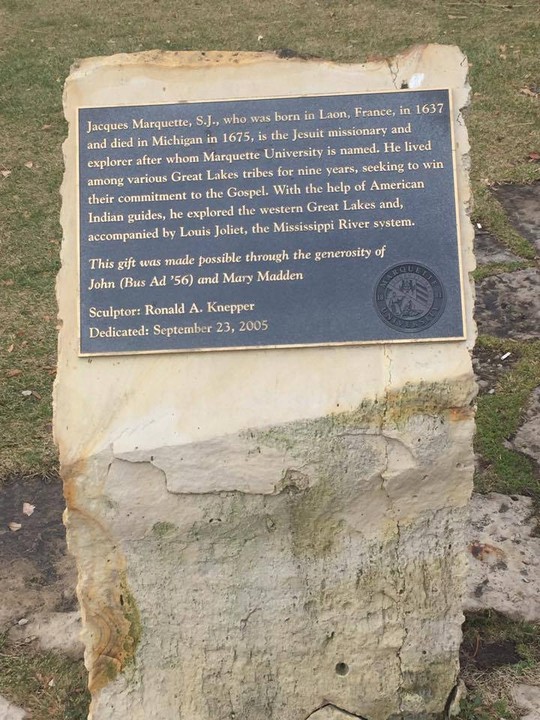 Jacques Marquette, S.J., who was born in Laon, France, in 1637
and died in Michigan in 1675, is the Jesuit missionary and
explorer after whom Marquette University is named. He lived
among various Great Lakes tribes for nine years, seeking to win
their commitment to the Gospel. With the help of American
Indian guides, he explored the western Great Lakes and,
accompanied by Louis Joliet, the Mississippi River system.
This gift was made possible through the generosity of
John (Bus Ad '56) and Mary Madden
Sculptor: Ronald A. Knepper
Dedicated: September 23, 2005
MARQUETTE
UNIVERSITY